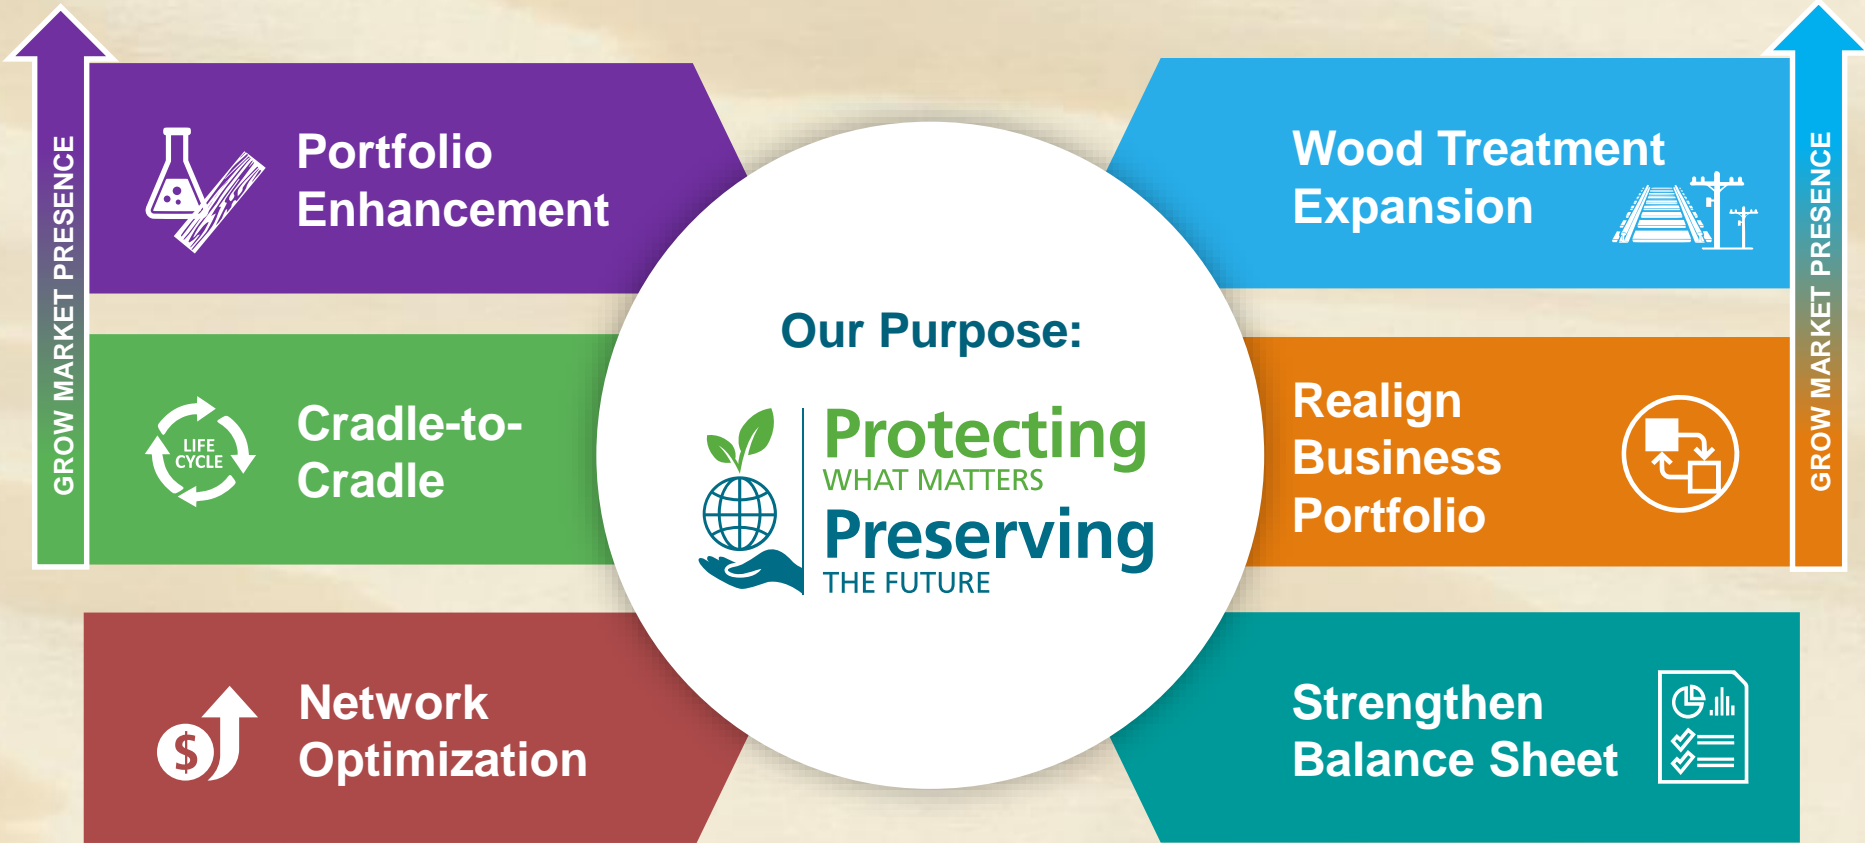 GROW MARKET PRESENCE
Portfolio
Enhancement
LIFE
CYCLE
Cradle-to-
Cradle
$
Network
Optimization
Our Purpose:
Protecting
WHAT MATTERS
Preserving
THE FUTURE
Wood Treatment
Expansion
Realign
Business
Portfolio
Strengthen
Balance Sheet
GROW MARKET PRESENCE